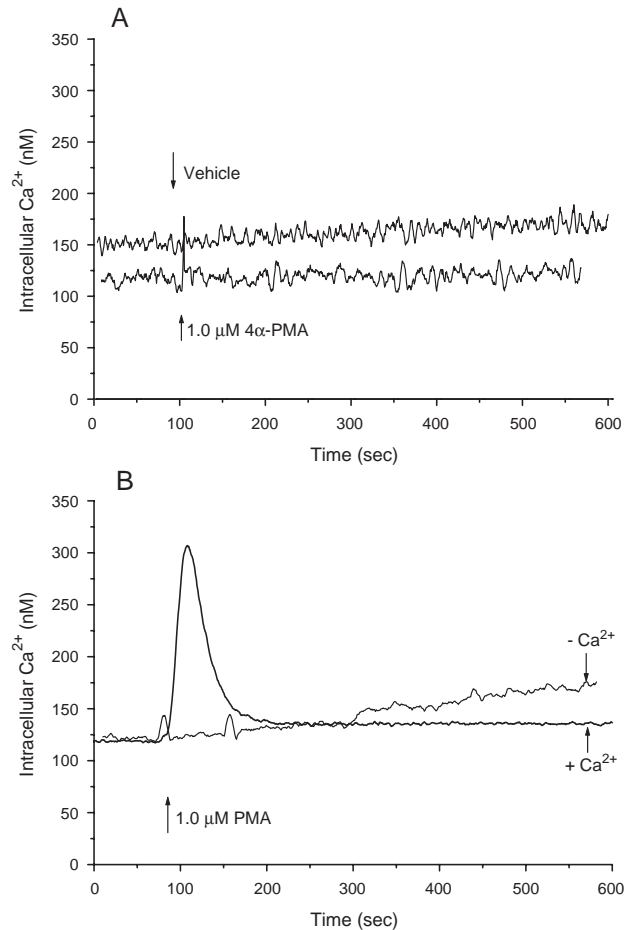 A
350
300
250
200
150
100
50
0
Intracellular Ca²⁺ (nM)
Vehicle
1.0 μM 4α-PMA
0 100 200 300 400 500 600
Time (sec)
B
350
300
250
200
150
100
50
0
Intracellular Ca²⁺ (nM)
- Ca²⁺
+ Ca²⁺
1.0 μM PMA
0 100 200 300 400 500 600
Time (sec)